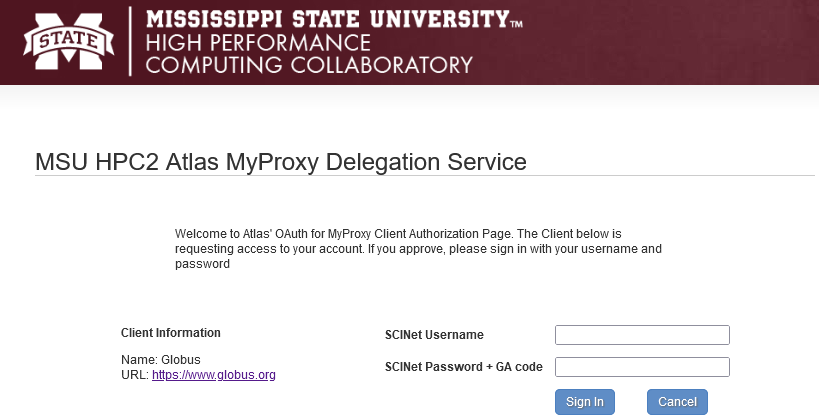 STATE
MISSISSIPPI STATE UNIVERSITY™
HIGH PERFORMANCE
COMPUTING COLLABORATORY
MSU HPC2 Atlas MyProxy Delegation Service
Welcome to Atlas' OAuth for MyProxy Client Authorization Page. The Client below is
requesting access to your account. If you approve, please sign in with your username and
password
Client Information
Name: Globus
URL: https://www.globus.org
SCINet Username
SCINet Password + GA code
Sign In
Cancel